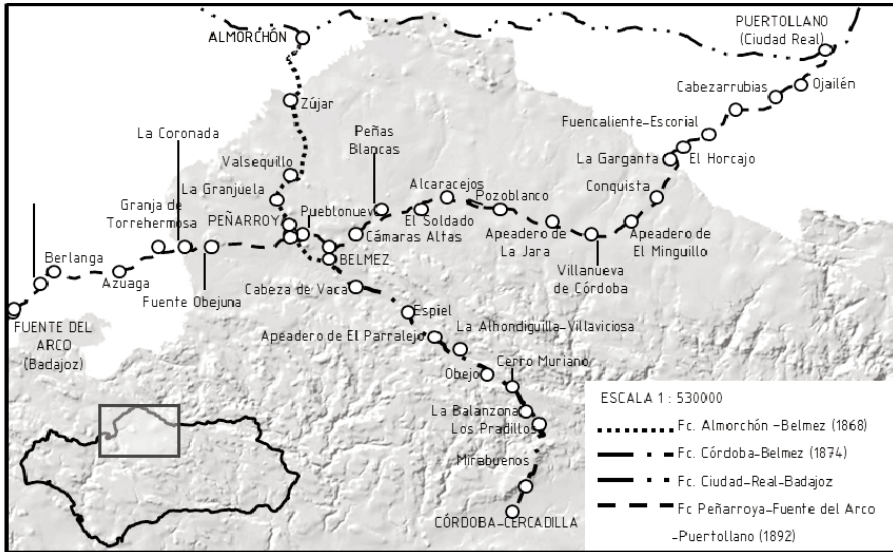 PUERTOLLANO
(Ciudad Real)
ALMORCHÓN
Cabezarrubias
Ojailén
Zújar
Fuencaliente-Escorial
La Coronada
Peñas
Blancas
Valsequillo
La Garganta
El Horcajo
La Granjuela
Alcaracejos
Conquista
Granja de
Torrehermosa
Pueblonuevo
Pozoblanco
PEÑARROYA
El Soldado
Cámaras Altas
Apeadero de
La Jara
Apeadero de
El Minguillo
Berlanga
BELMEZ
Azuaga
Villanueva
de Córdoba
Fuente Obejuna
Cabeza de Vaca
Espiel
FUENTE DEL
ARCO
(Badajoz)
Apeadero de El Parralejo
La Alhondiguilla-Villaviciosa
Obejo
Cerro Muriano
La Balanzona
Los Pradillos
Mirabuenos
CÓRDOBA-CERCADILLA
ESCALA 1 : 530000
Fc. Almorchón -Belmez (1868)
Fc. Córdoba-Belmez (1874)
Fc. Ciudad-Real-Badajoz
Fc Peñarroya-Fuente del Arco
-Puertollano (1892)